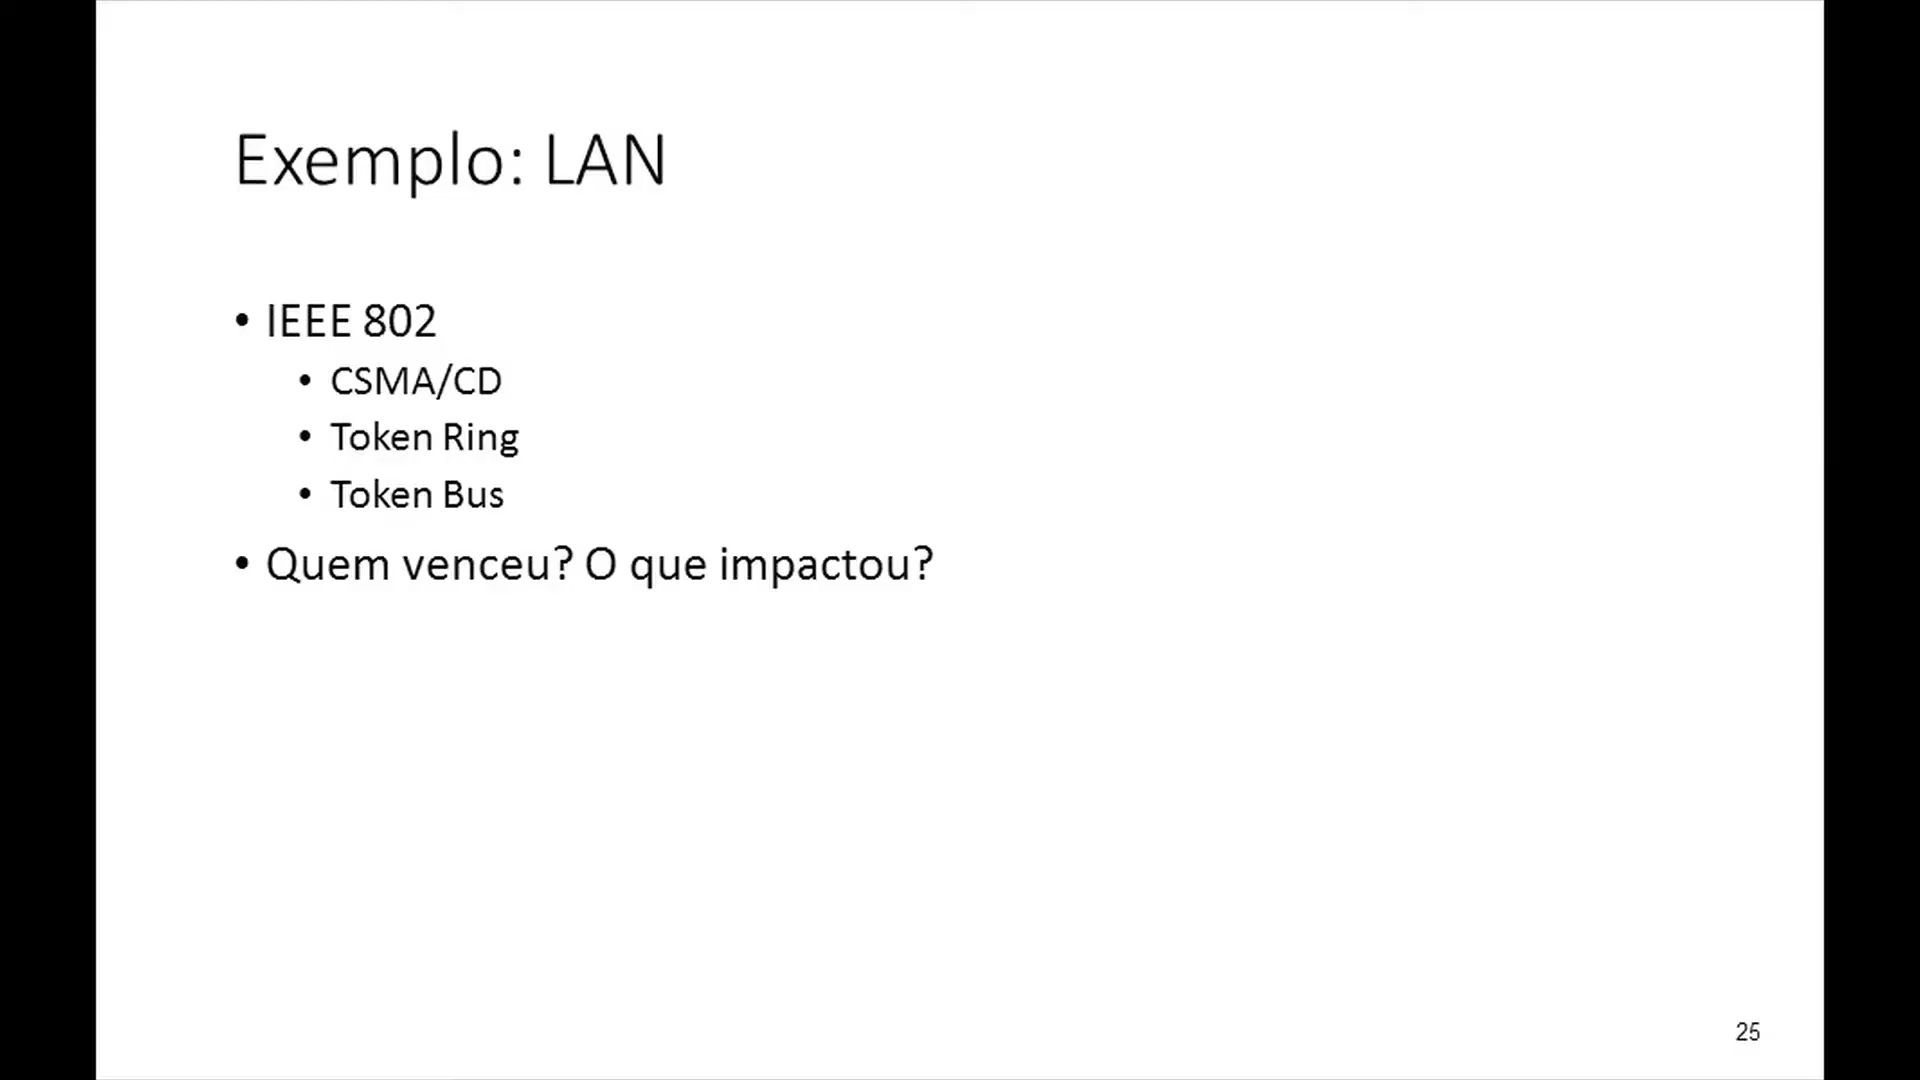 Exemplo: LAN
• IEEE 802
• CSMA/CD
• Token Ring
• Token Bus
• Quem venceu? O que impactou?
25